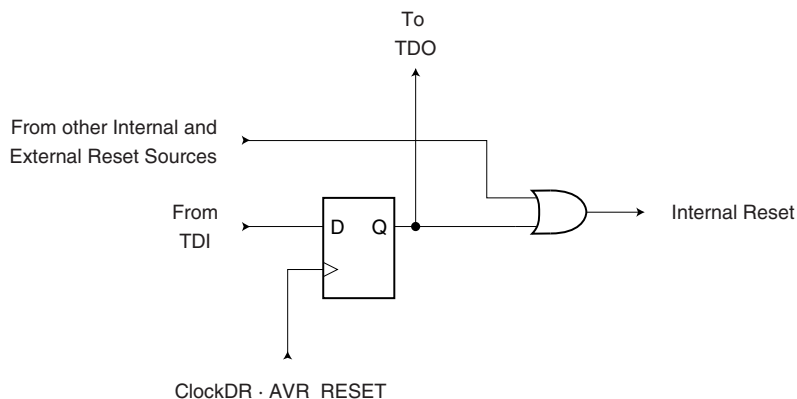 To
TDO
From other Internal and
External Reset Sources
From
TDI
D Q
Internal Reset
ClockDR · AVR_RESET